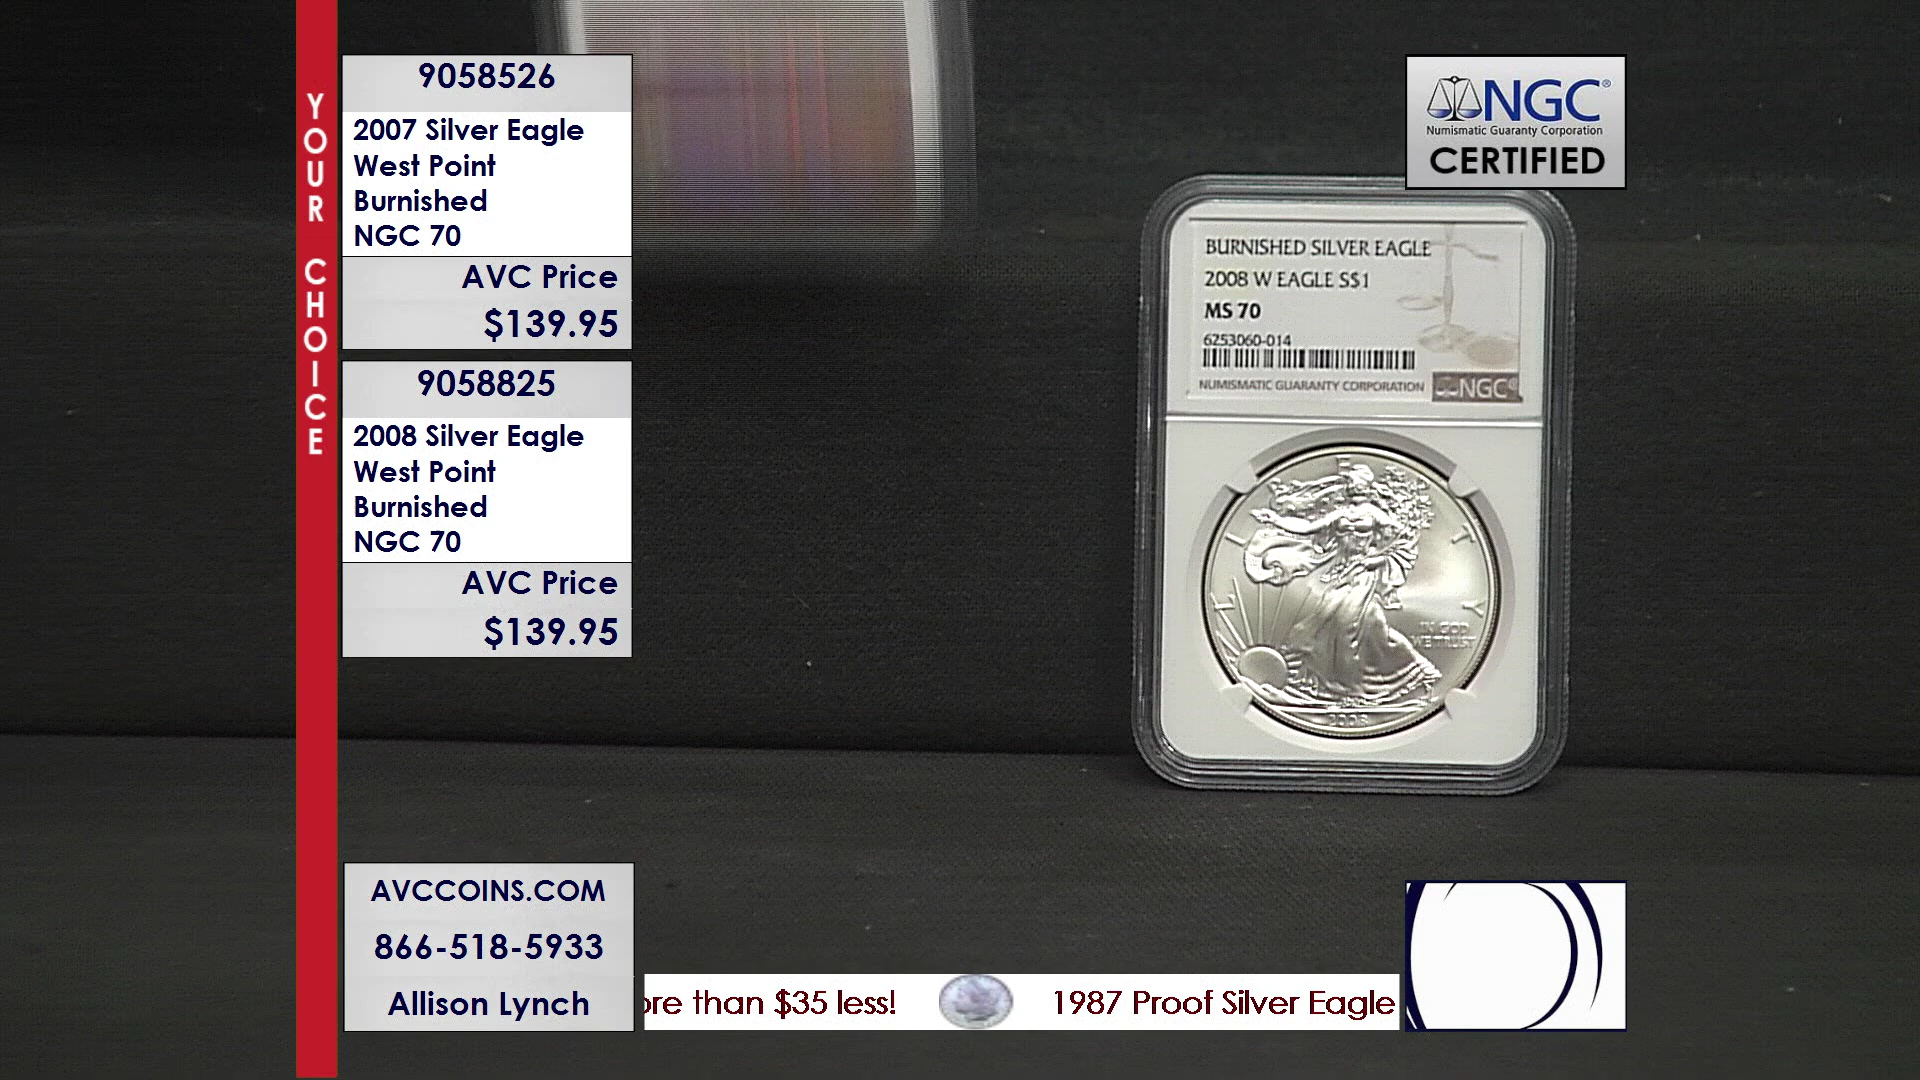 YOUR CHOICE
9058526
2007 Silver Eagle
West Point
Burnished
NGC 70
AVC Price
$139.95
9058825
2008 Silver Eagle
West Point
Burnished
NGC 70
AVC Price
$139.95
AVCCOINS.COM
866-518-5933
Allison Lynch
ore than $35 less!
1987 Proof Silver Eagle
NGC®
Numismatic Guaranty Corporation
CERTIFIED
BURNISHED SILVER EAGLE
2008 W EAGLE S$1
MS 70
6253060-014
NUMISMATIC GUARANTY CORPORATION
NGC®
LIBERTY
IN GOD
WE TRUST
2008